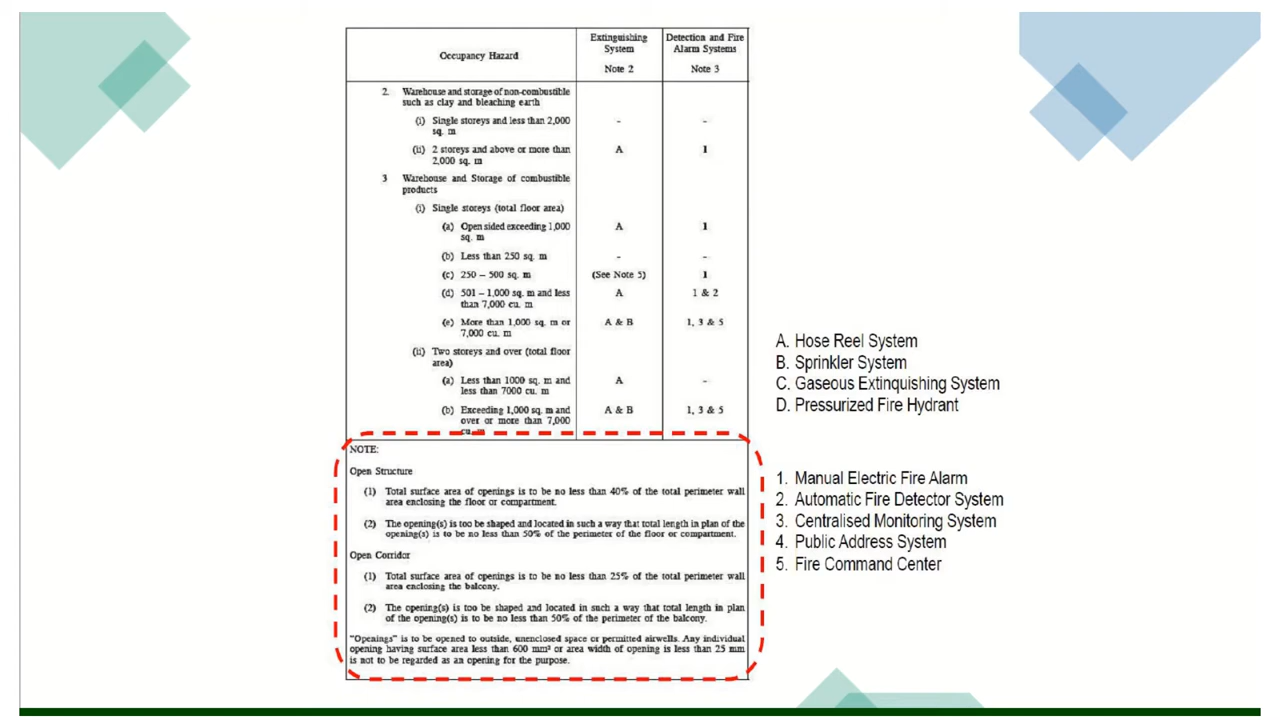 Occupancy Hazard
Extinguishing
System
Note 2
Detection and Fire
Alarm Systems
Note 3
2. Warehouse and storage of non-combustible
such as clay and bleaching earth
(i) Single storeys and less than 2,000
sq. m
- -
(ii) 2 storeys and above or more than
2,000 sq. m
A 1
3 Warehouse and Storage of combustible
products
(i) Single storeys (total floor area)
(a) Open sided exceeding 1,000
sq. m
A 1
(b) Less than 250 sq. m - -
(c) 250 – 500 sq. m (See Note 5) 1
(d) 501 – 1,000 sq. m and less
than 7,000 cu. m
A 1 & 2
(e) More than 1,000 sq. m or
7,000 cu. m
A & B 1, 3 & 5
(ii) Two storeys and over (total floor
area)
(a) Less than 1000 sq. m and
less than 7000 cu. m
A -
(b) Exceeding 1,000 sq. m and
over or more than 7,000
cu. m
A & B 1, 3 & 5
NOTE:
Open Structure
(1) Total surface area of openings is to be no less than 40% of the total perimeter wall
area enclosing the floor or compartment.
(2) The opening(s) is too be shaped and located in such a way that total length in plan of the
opening(s) is to be no less than 50% of the perimeter of the floor or compartment.
Open Corridor
(1) Total surface area of openings is to be no less than 25% of the total perimeter wall
area enclosing the balcony.
(2) The opening(s) is too be shaped and located in such a way that total length in plan
of the opening(s) is to be no less than 50% of the perimeter of the balcony.
"Openings" is to be opened to outside, unenclosed space or permitted airwells. Any individual
opening having surface area less than 600 mm² or area width of opening is less than 25 mm
is not to be regarded as an opening for the purpose.
A. Hose Reel System
B. Sprinkler System
C. Gaseous Extinquishing System
D. Pressurized Fire Hydrant
1. Manual Electric Fire Alarm
2. Automatic Fire Detector System
3. Centralised Monitoring System
4. Public Address System
5. Fire Command Center